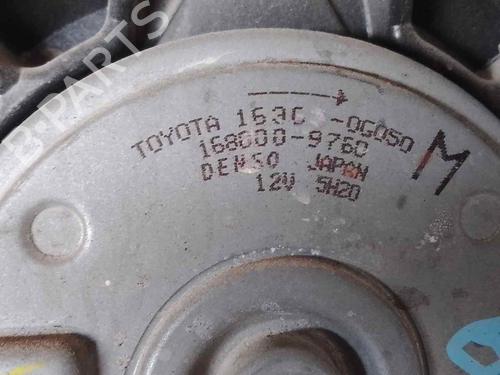 B-PARTS
TOYOTA 163C -0G050
168000-9760
DENSO JAPAN
12V 5H20
M